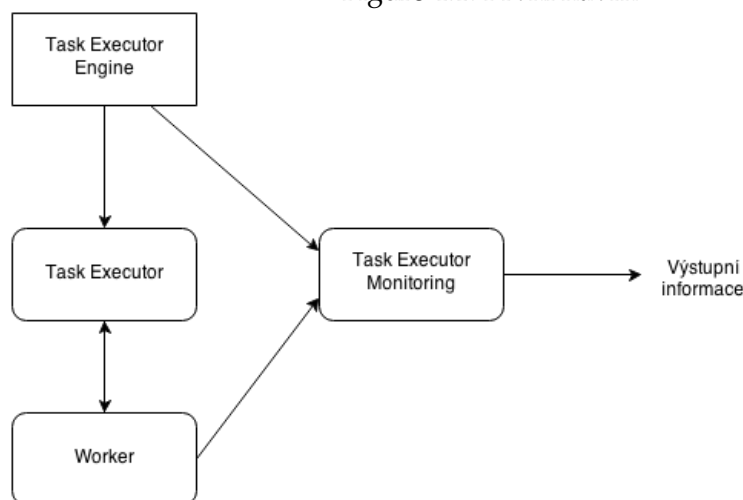 Task Executor
Engine
Task Executor
Task Executor
Monitoring
Výstupní
informace
Worker